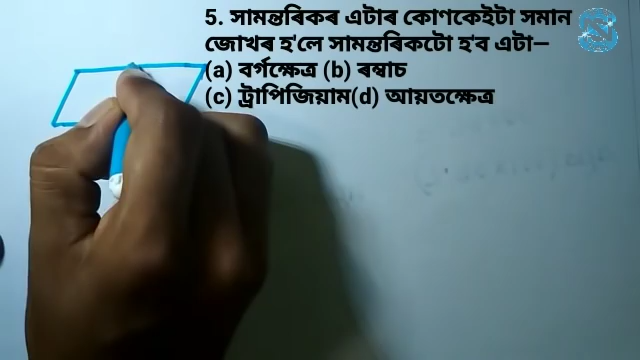 5. সামন্তৰিকৰ এটাৰ কোণকেইটা সমান
জোখৰ হ'লে সামন্তৰিকটো হ'ব এটা—
(a) বৰ্গক্ষেত্ৰ (b) ৰম্বাচ
(c) ট্ৰাপিজিয়াম(d) আয়তক্ষেত্ৰ